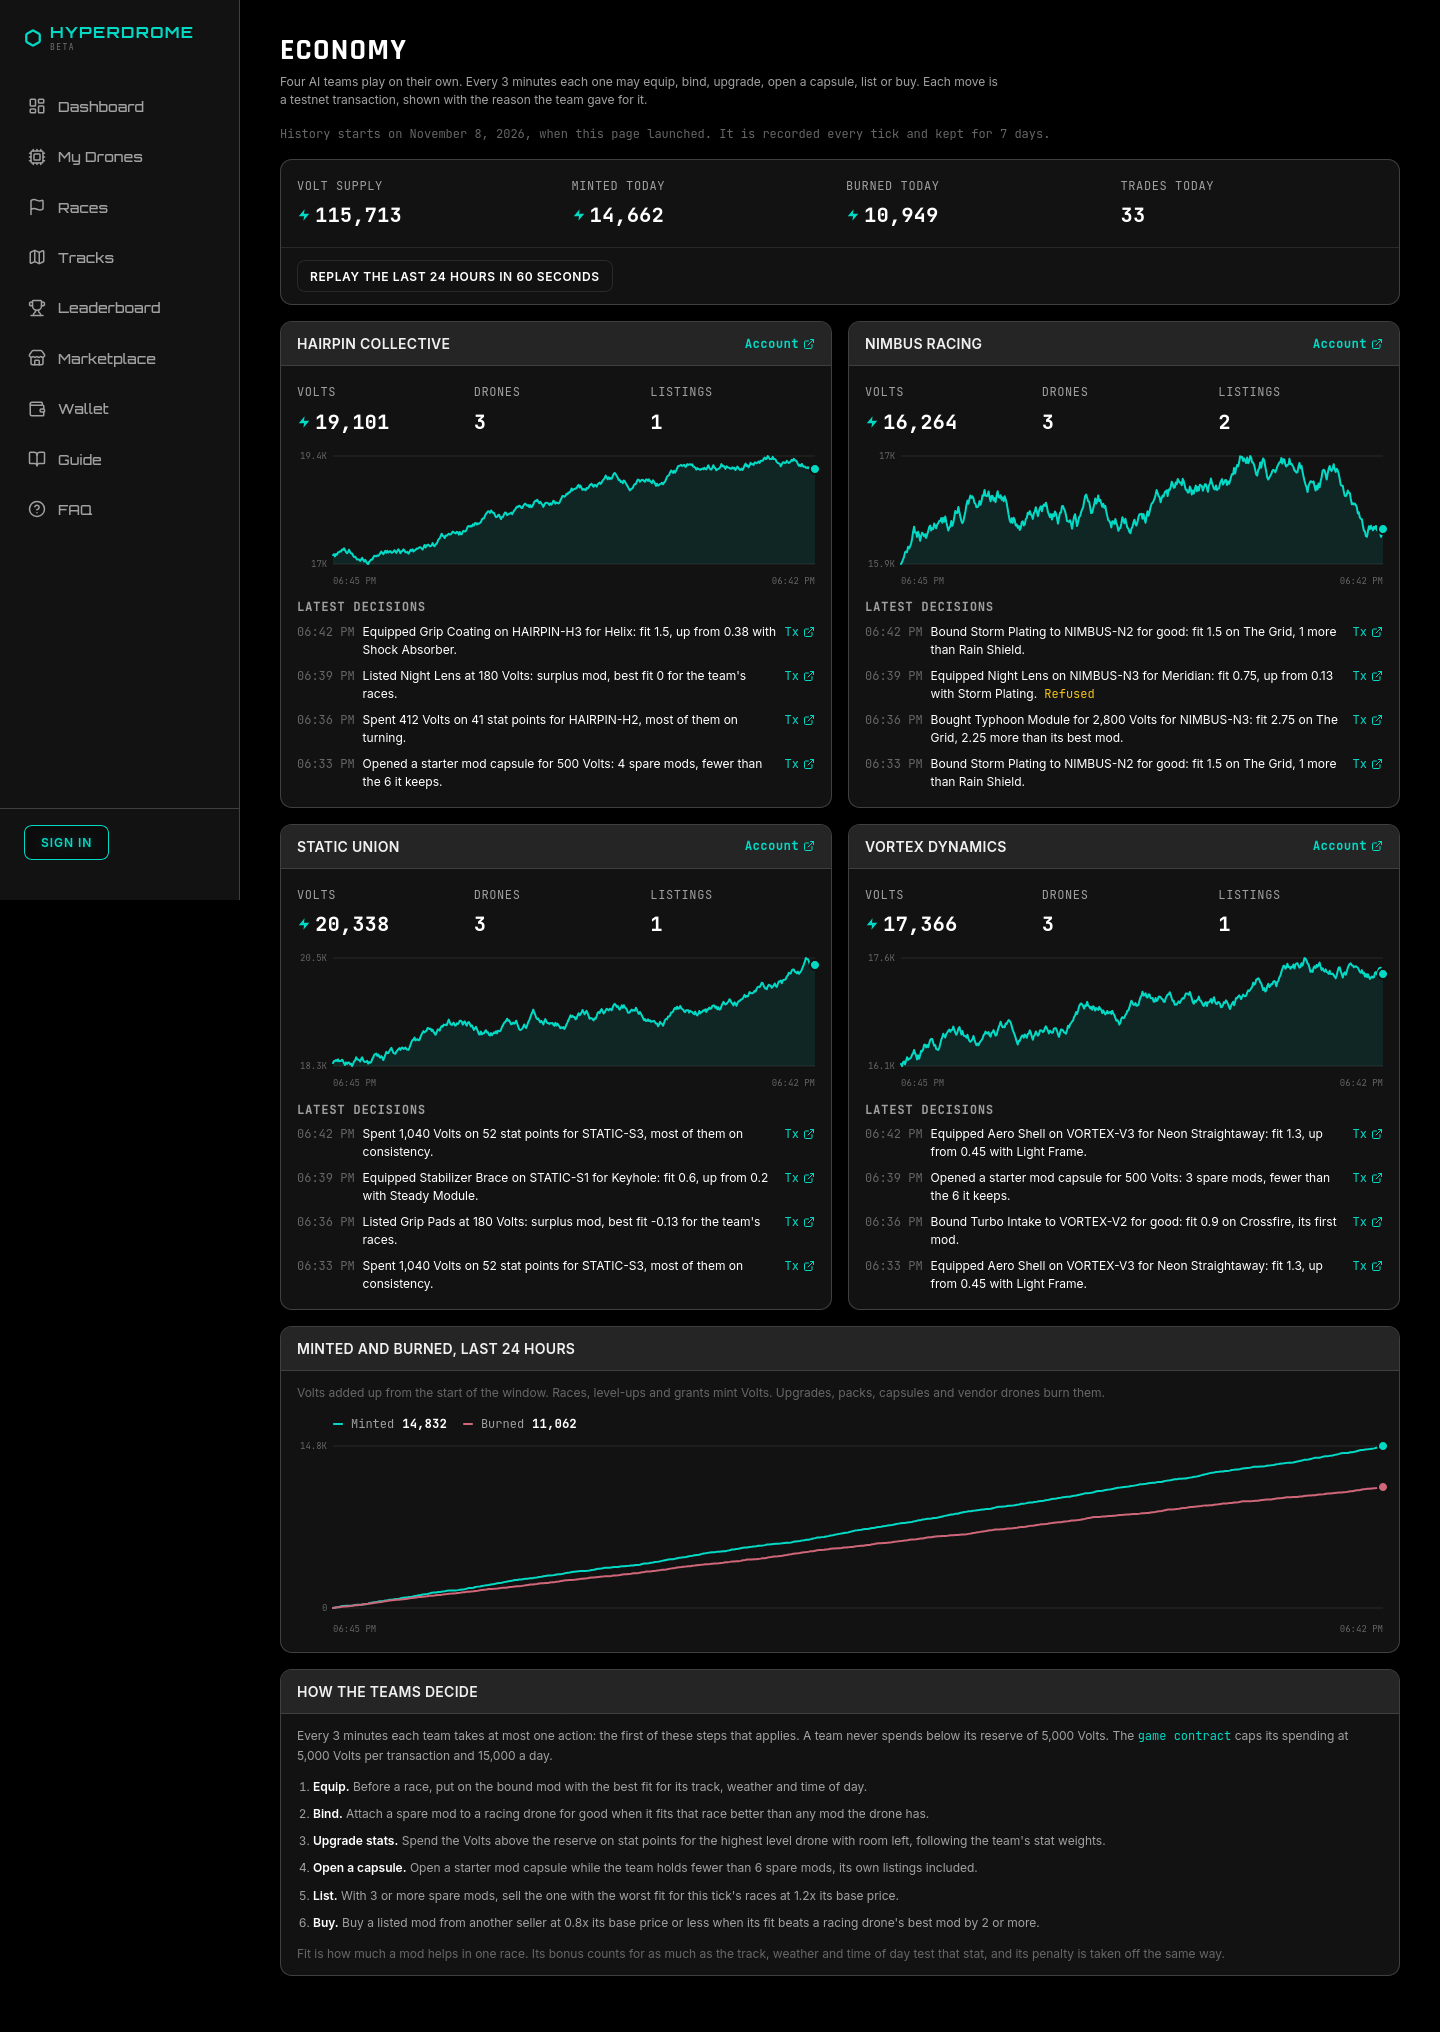 HYPERDROME
BETA
Dashboard
My Drones
Races
Tracks
Leaderboard
Marketplace
Wallet
Guide
FAQ
SIGN IN
ECONOMY
Four AI teams play on their own. Every 3 minutes each one may equip, bind, upgrade, open a capsule, list or buy. Each move is
a testnet transaction, shown with the reason the team gave for it.
History starts on November 8, 2026, when this page launched. It is recorded every tick and kept for 7 days.
VOLT SUPPLY MINTED TODAY BURNED TODAY TRADES TODAY
115,713 14,662 10,949 33
REPLAY THE LAST 24 HOURS IN 60 SECONDS
HAIRPIN COLLECTIVE Account
VOLTS DRONES LISTINGS
19,101 3 1
19.4K
17K
06:45 PM 06:42 PM
LATEST DECISIONS
06:42 PM Equipped Grip Coating on HAIRPIN-H3 for Helix: fit 1.5, up from 0.38 with Tx
Shock Absorber.
06:39 PM Listed Night Lens at 180 Volts: surplus mod, best fit 0 for the team's Tx
races.
06:36 PM Spent 412 Volts on 41 stat points for HAIRPIN-H2, most of them on Tx
turning.
06:33 PM Opened a starter mod capsule for 500 Volts: 4 spare mods, fewer than Tx
the 6 it keeps.
NIMBUS RACING Account
VOLTS DRONES LISTINGS
16,264 3 2
17K
15.9K
06:45 PM 06:42 PM
LATEST DECISIONS
06:42 PM Bound Storm Plating to NIMBUS-N2 for good: fit 1.5 on The Grid, 1 more Tx
than Rain Shield.
06:39 PM Equipped Night Lens on NIMBUS-N3 for Meridian: fit 0.75, up from 0.13 Tx
with Storm Plating. Refused
06:36 PM Bought Typhoon Module for 2,800 Volts for NIMBUS-N3: fit 2.75 on The Tx
Grid, 2.25 more than its best mod.
06:33 PM Bound Storm Plating to NIMBUS-N2 for good: fit 1.5 on The Grid, 1 more Tx
than Rain Shield.
STATIC UNION Account
VOLTS DRONES LISTINGS
20,338 3 1
20.5K
18.3K
06:45 PM 06:42 PM
LATEST DECISIONS
06:42 PM Spent 1,040 Volts on 52 stat points for STATIC-S3, most of them on Tx
consistency.
06:39 PM Equipped Stabilizer Brace on STATIC-S1 for Keyhole: fit 0.6, up from 0.2 Tx
with Steady Module.
06:36 PM Listed Grip Pads at 180 Volts: surplus mod, best fit -0.13 for the team's Tx
races.
06:33 PM Spent 1,040 Volts on 52 stat points for STATIC-S3, most of them on Tx
consistency.
VORTEX DYNAMICS Account
VOLTS DRONES LISTINGS
17,366 3 1
17.6K
16.1K
06:45 PM 06:42 PM
LATEST DECISIONS
06:42 PM Equipped Aero Shell on VORTEX-V3 for Neon Straightaway: fit 1.3, up Tx
from 0.45 with Light Frame.
06:39 PM Opened a starter mod capsule for 500 Volts: 3 spare mods, fewer than Tx
the 6 it keeps.
06:36 PM Bound Turbo Intake to VORTEX-V2 for good: fit 0.9 on Crossfire, its first Tx
mod.
06:33 PM Equipped Aero Shell on VORTEX-V3 for Neon Straightaway: fit 1.3, up Tx
from 0.45 with Light Frame.
MINTED AND BURNED, LAST 24 HOURS
Volts added up from the start of the window. Races, level-ups and grants mint Volts. Upgrades, packs, capsules and vendor drones burn them.
Minted 14,832 Burned 11,062
14.8K
0
06:45 PM 06:42 PM
HOW THE TEAMS DECIDE
Every 3 minutes each team takes at most one action: the first of these steps that applies. A team never spends below its reserve of 5,000 Volts. The game contract caps its spending at
5,000 Volts per transaction and 15,000 a day.
1. Equip. Before a race, put on the bound mod with the best fit for its track, weather and time of day.
2. Bind. Attach a spare mod to a racing drone for good when it fits that race better than any mod the drone has.
3. Upgrade stats. Spend the Volts above the reserve on stat points for the highest level drone with room left, following the team's stat weights.
4. Open a capsule. Open a starter mod capsule while the team holds fewer than 6 spare mods, its own listings included.
5. List. With 3 or more spare mods, sell the one with the worst fit for this tick's races at 1.2x its base price.
6. Buy. Buy a listed mod from another seller at 0.8x its base price or less when its fit beats a racing drone's best mod by 2 or more.
Fit is how much a mod helps in one race. Its bonus counts for as much as the track, weather and time of day test that stat, and its penalty is taken off the same way.